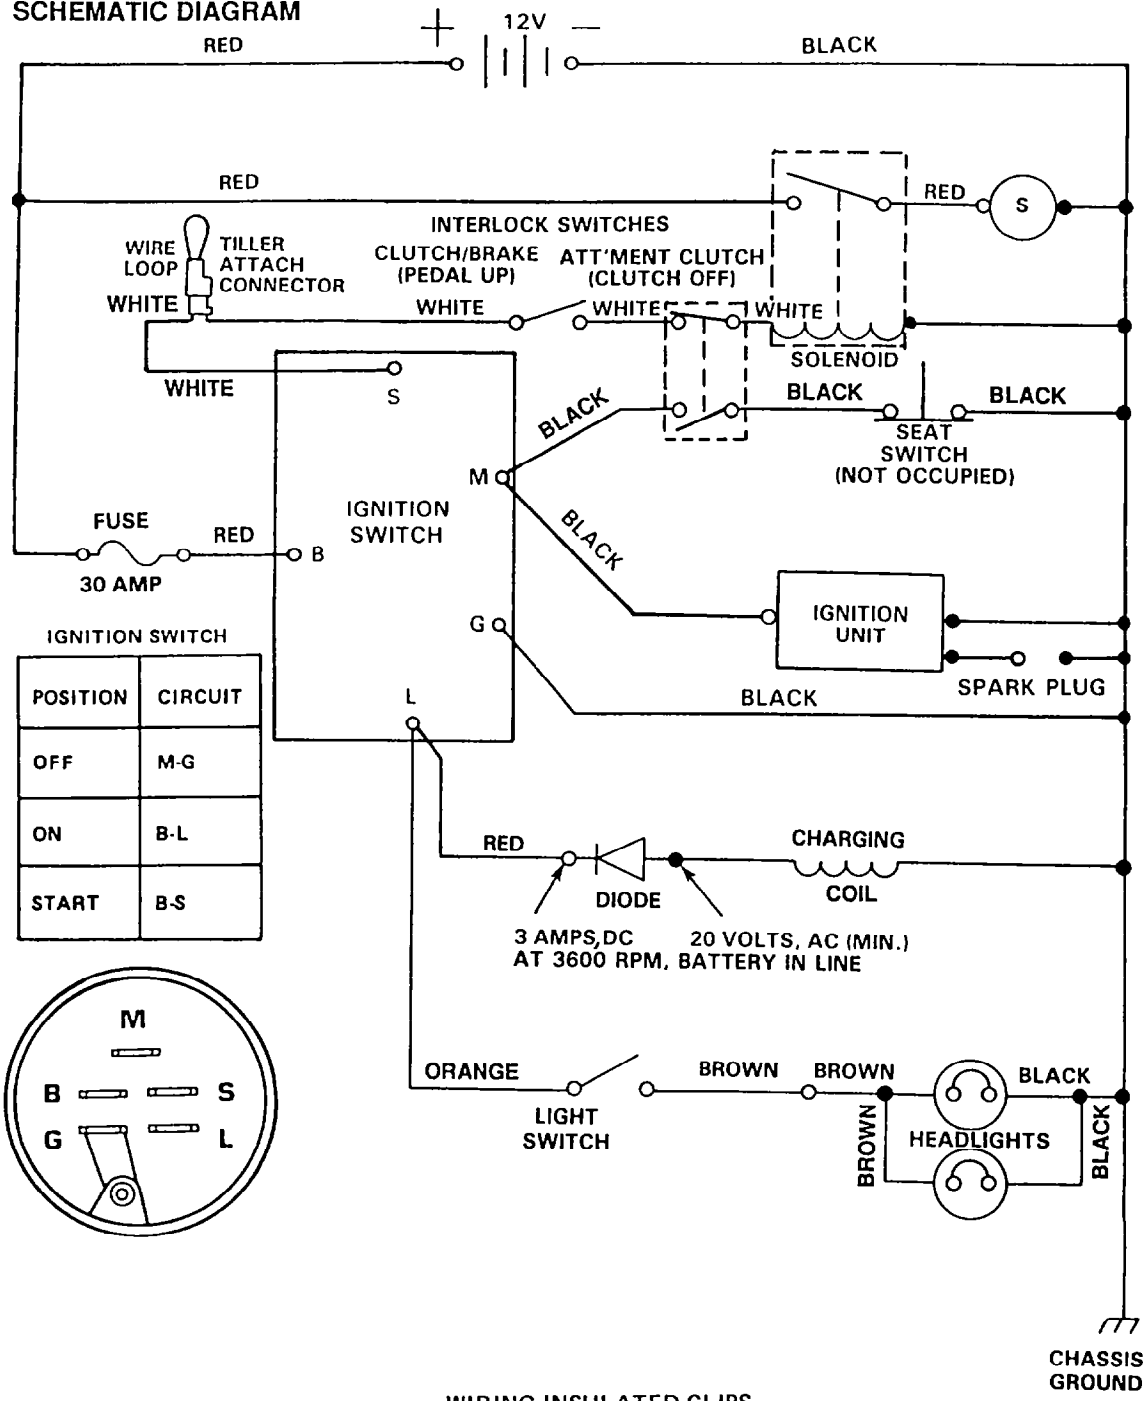 SCHEMATIC DIAGRAM
+ 12V −
RED
BLACK
RED
RED
S
INTERLOCK SWITCHES
WIRE
LOOP
TILLER
ATTACH
CONNECTOR
CLUTCH/BRAKE
(PEDAL UP)
ATT'MENT CLUTCH
(CLUTCH OFF)
WHITE
WHITE
WHITE
WHITE
SOLENOID
WHITE
S
BLACK
BLACK
BLACK
SEAT
SWITCH
(NOT OCCUPIED)
M
IGNITION
SWITCH
BLACK
FUSE
RED
B
30 AMP
IGNITION
UNIT
G
SPARK PLUG
BLACK
L
IGNITION SWITCH
POSITION CIRCUIT
OFF M-G
ON B-L
START B-S
RED
DIODE
CHARGING
COIL
3 AMPS,DC 20 VOLTS, AC (MIN.)
AT 3600 RPM, BATTERY IN LINE
M
B S
G L
ORANGE
LIGHT
SWITCH
BROWN
BROWN
BLACK
BROWN
HEADLIGHTS
BLACK
CHASSIS
GROUND
WIRING INSULATED CLIPS